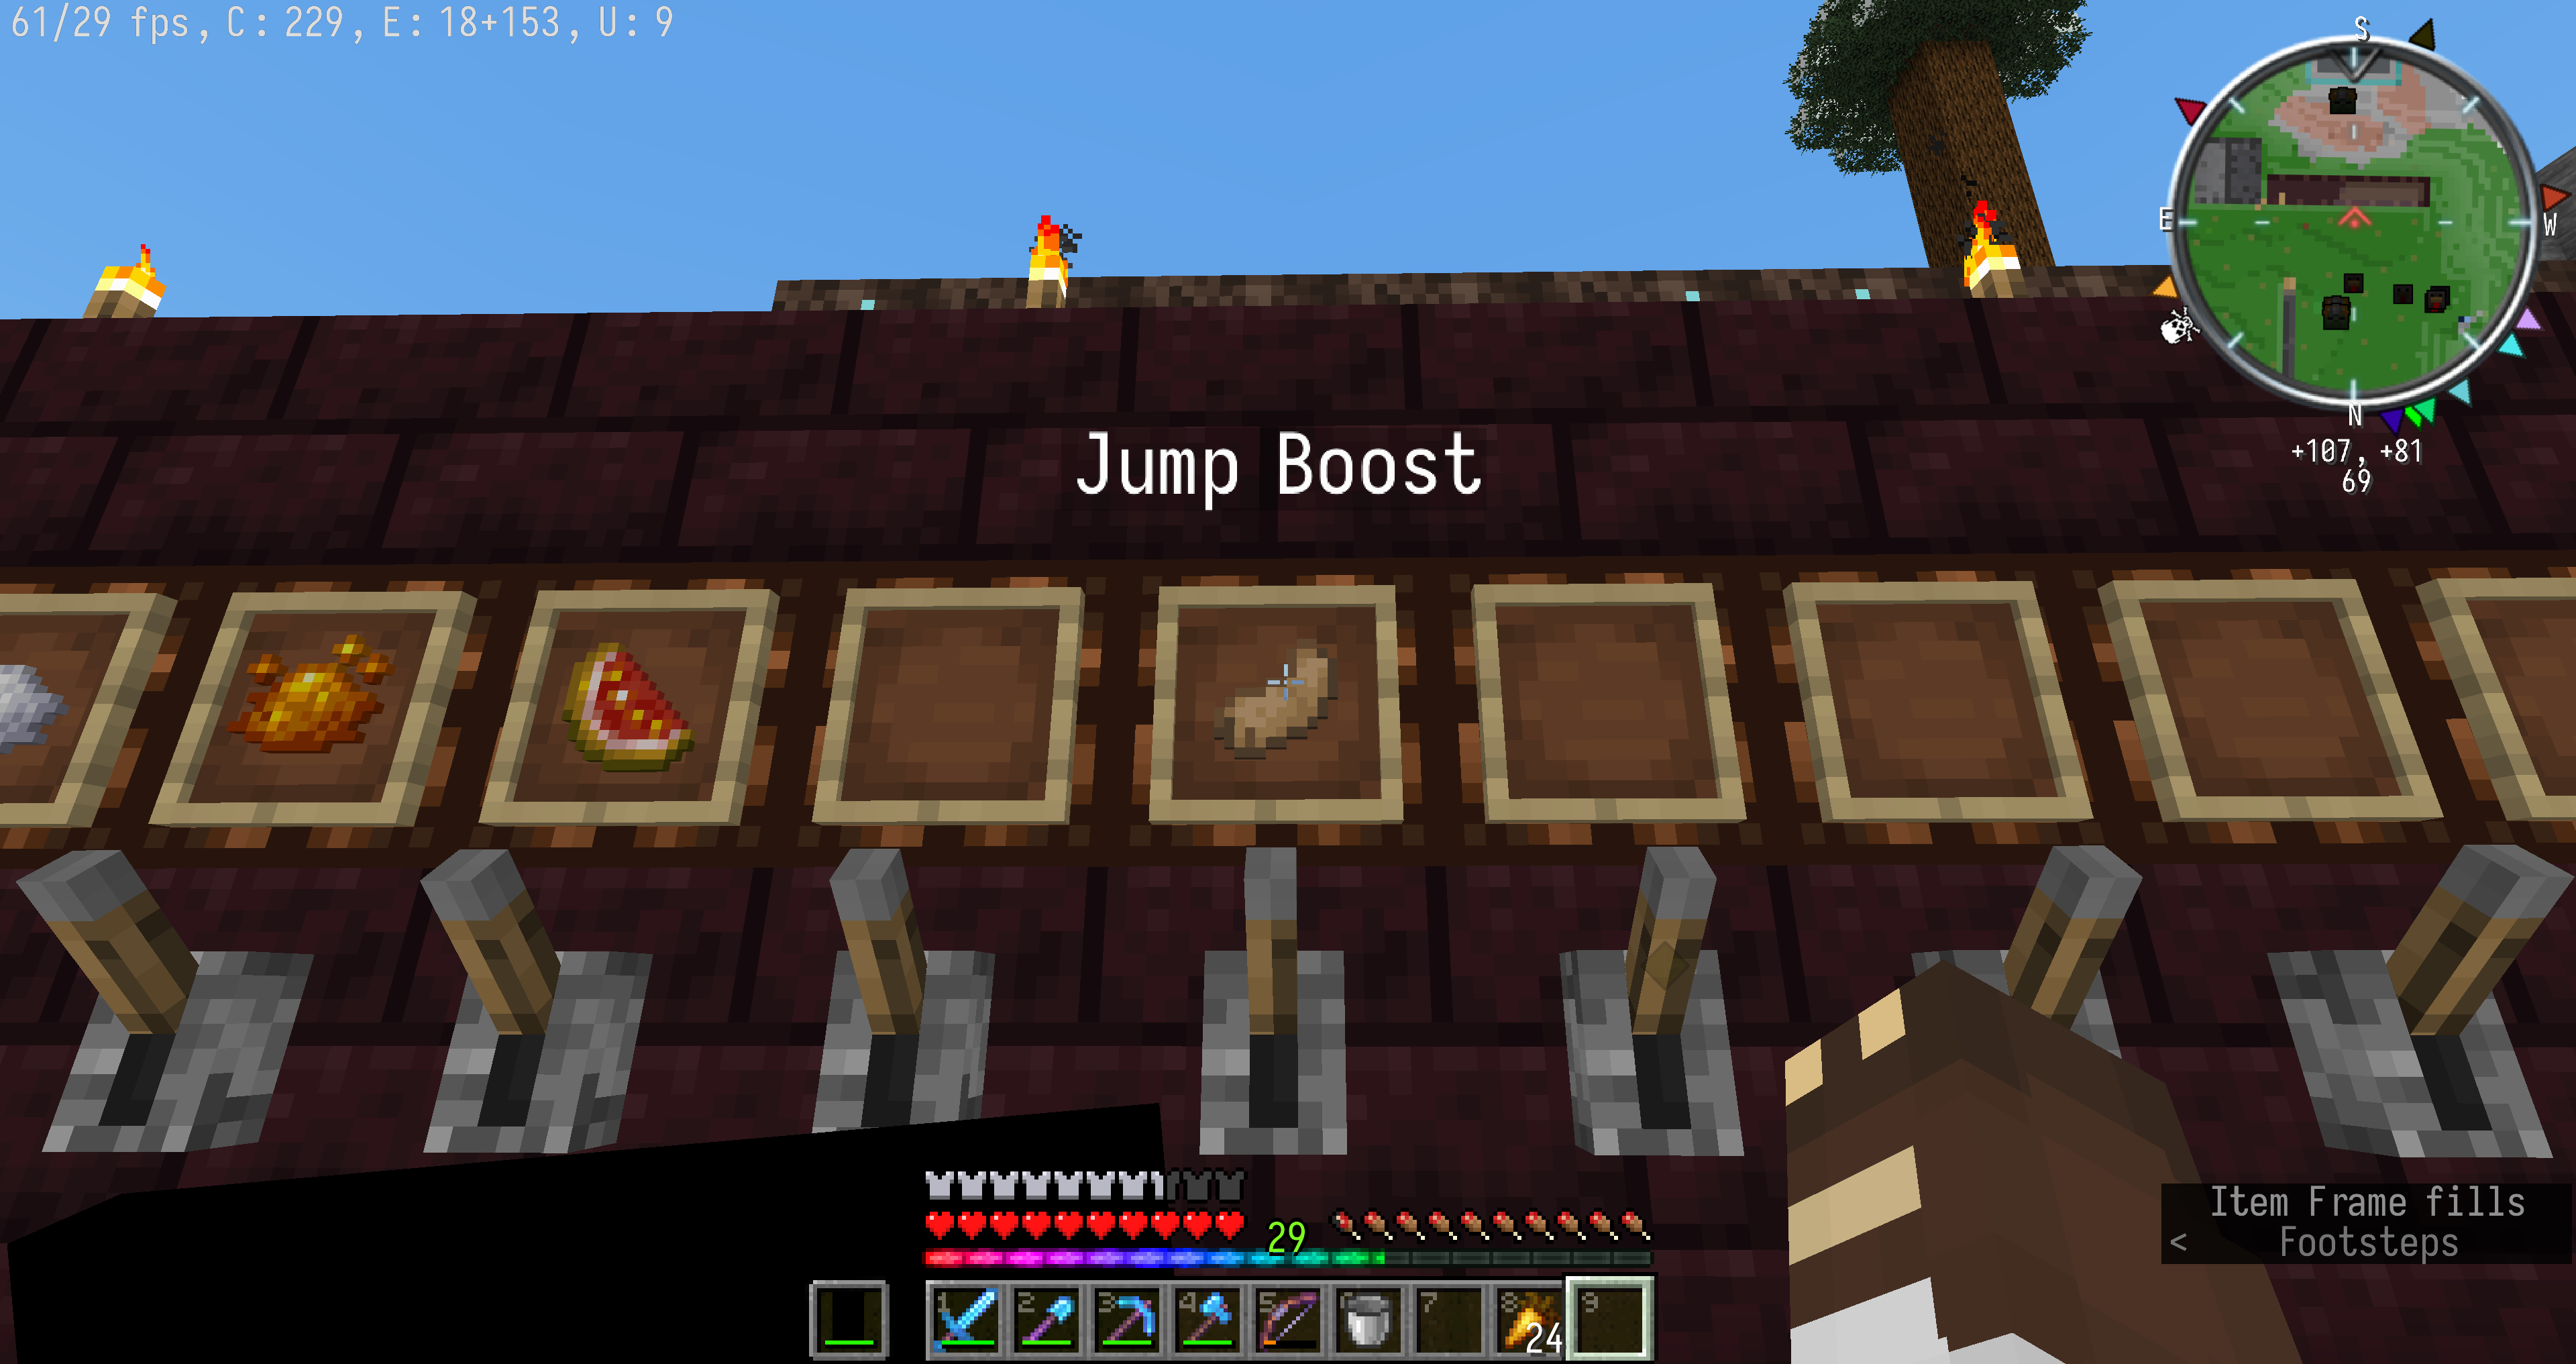 61/29 fps, C: 229, E: 18+153, U: 9
S
E
W
N
+107, +81
69
Jump Boost
Item Frame fills
< Footsteps
29
1 2 3 4 5 7 8 9
24